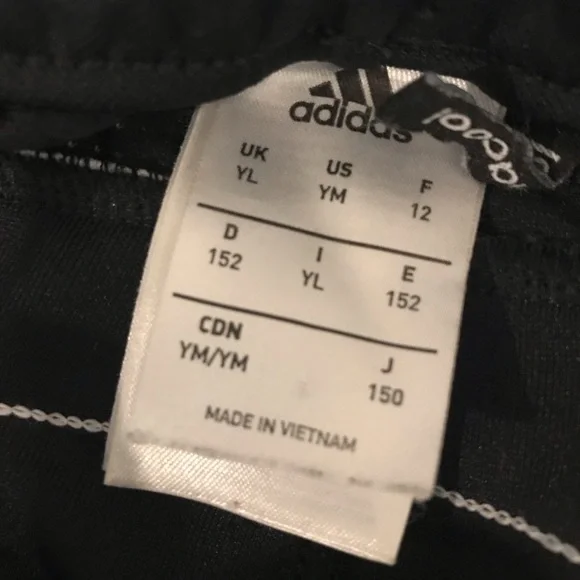 adidas
UK US F
YL YM 12
D I E
152 YL 152
CDN J
YM/YM 150
MADE IN VIETNAM